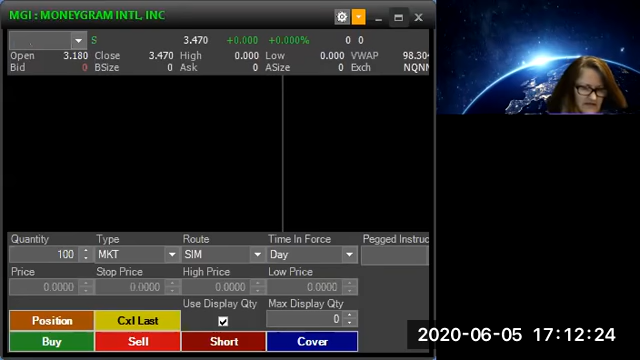 MGI : MONEYGRAM INTL, INC
S 3.470 +0.000 +0.000% 0 0
Open 3.180 Close 3.470 High 0.000 Low 0.000 VWAP 98.30
Bid 0 BSize 0 Ask 0 ASize 0 Exch NQNM
Quantity Type Route Time In Force Pegged Instruc
100 MKT SIM Day
Price Stop Price High Price Low Price
0.0000 0.0000 0.0000 0.0000
Use Display Qty Max Display Qty
0
Position Cxl Last
Buy Sell Short Cover
2020-06-05 17:12:24